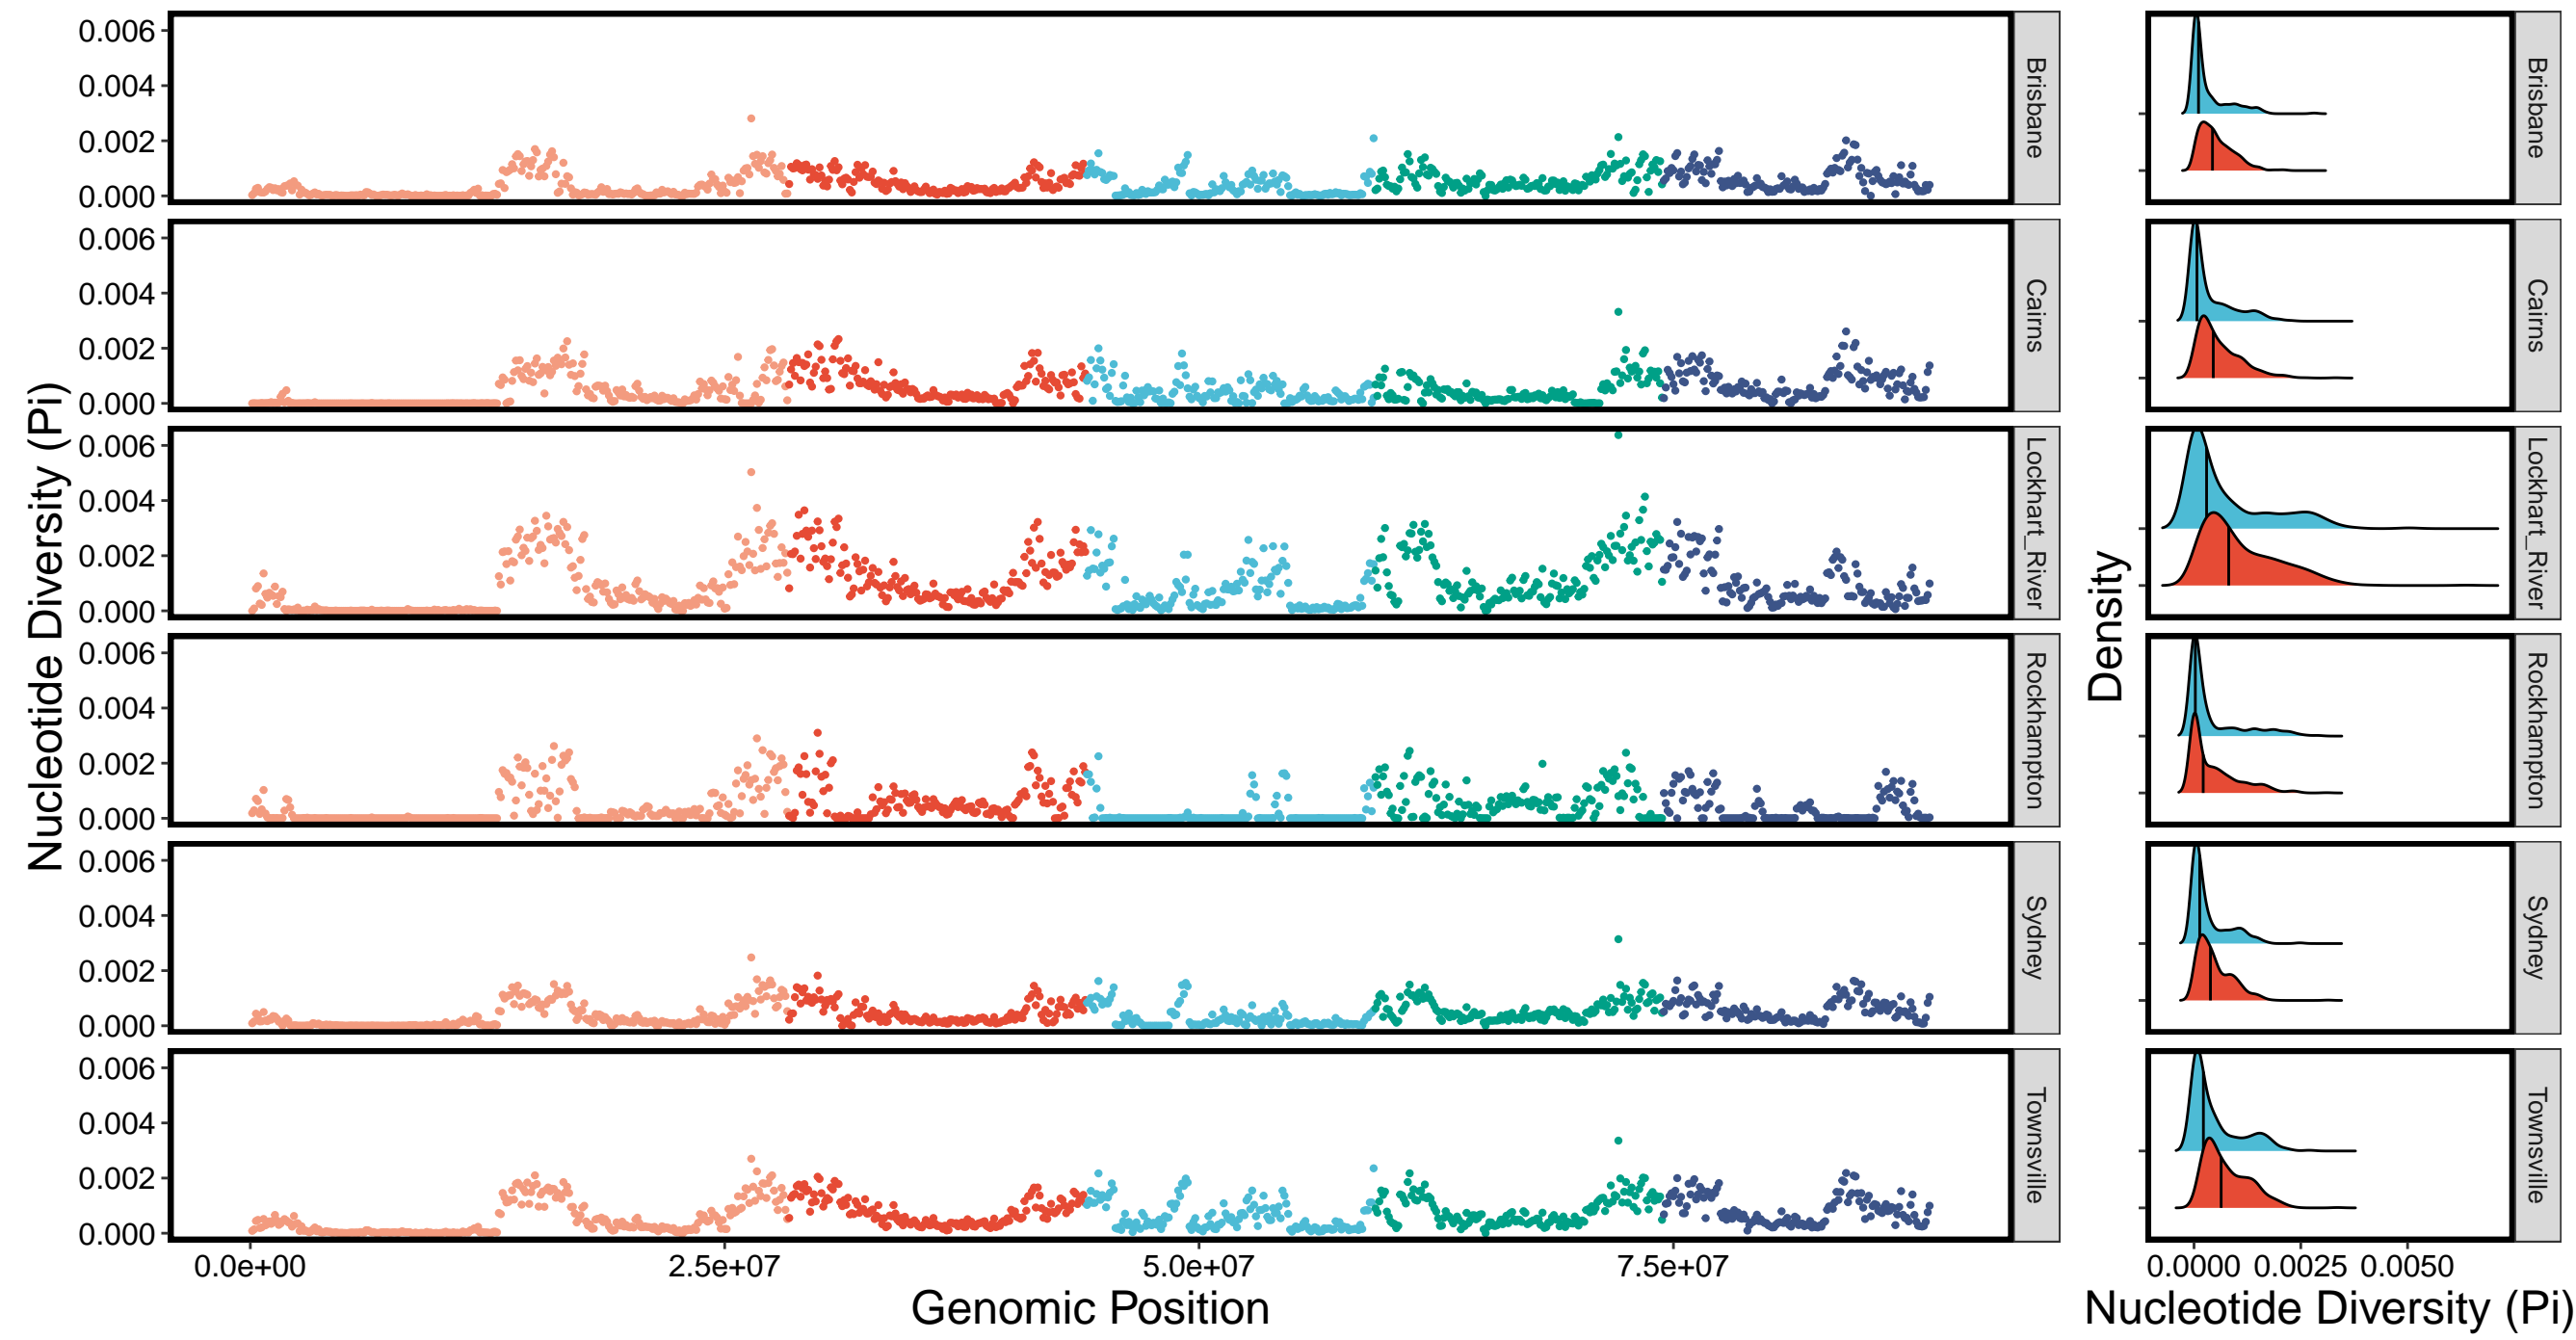 Nucleotide Diversity (Pi)
0.006
0.004
0.002
0.000
Brisbane
0.006
0.004
0.002
0.000
Cairns
0.006
0.004
0.002
0.000
Lockhart_River
0.006
0.004
0.002
0.000
Rockhampton
0.006
0.004
0.002
0.000
Sydney
0.006
0.004
0.002
0.000
Townsville
0.0e+00 2.5e+07 5.0e+07 7.5e+07
Genomic Position
Density
Brisbane
Cairns
Lockhart_River
Rockhampton
Sydney
Townsville
0.0000 0.0025 0.0050
Nucleotide Diversity (Pi)